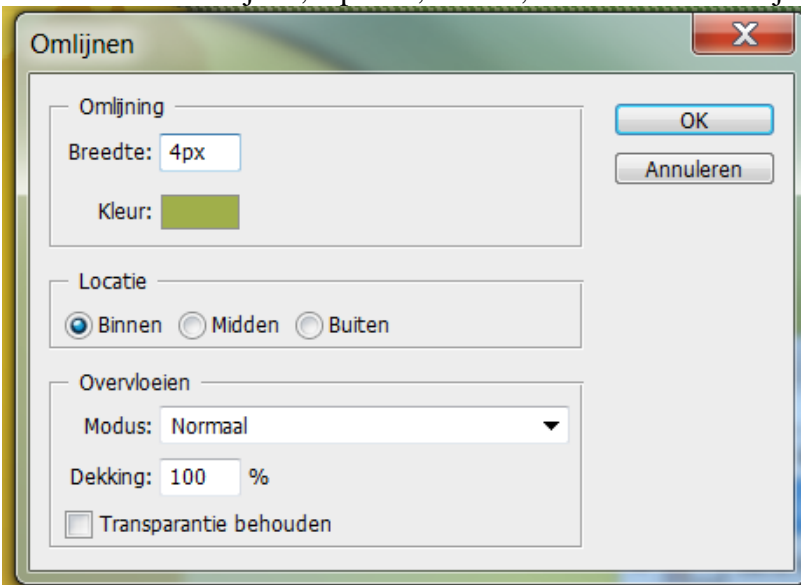 Omlijnen
Omlijning
OK
Breedte: 4px
Annuleren
Kleur:
Locatie
Binnen Midden Buiten
Overvloeien
Modus: Normaal
Dekking: 100 %
Transparantie behouden